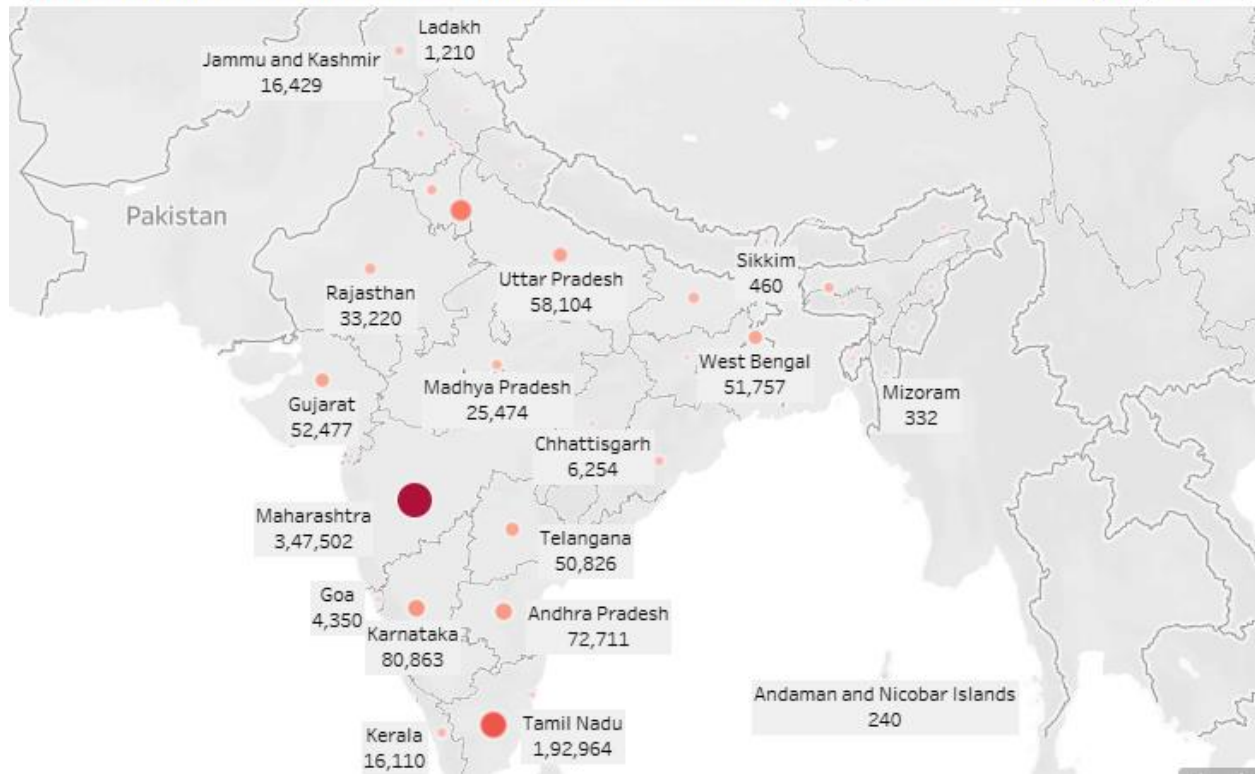 Ladakh
1,210
Jammu and Kashmir
16,429
Pakistan
Sikkim
460
Uttar Pradesh
58,104
Rajasthan
33,220
West Bengal
51,757
Madhya Pradesh
25,474
Mizoram
332
Gujarat
52,477
Chhattisgarh
6,254
Maharashtra
3,47,502
Telangana
50,826
Goa
4,350
Andhra Pradesh
72,711
Karnataka
80,863
Andaman and Nicobar Islands
240
Tamil Nadu
1,92,964
Kerala
16,110